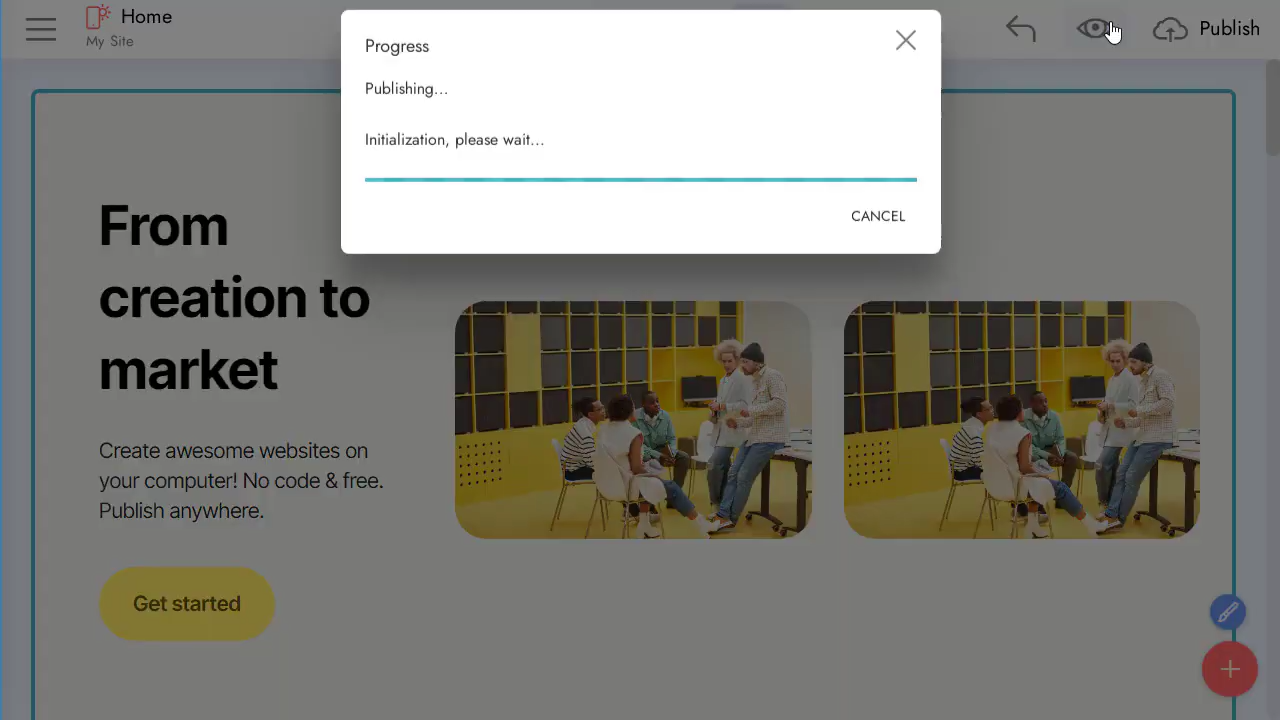 Home
My Site
Publish
Progress
Publishing...
Initialization, please wait...
CANCEL
From
creation to
market
Create awesome websites on
your computer! No code & free.
Publish anywhere.
Get started